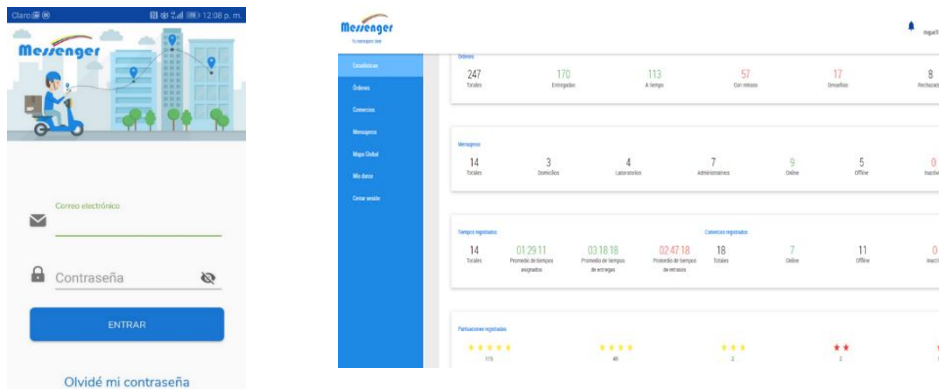 Claro
12:08 p. m.
Messenger
Correo electrónico
Contraseña
ENTRAR
Olvidé mi contraseña
Messenger
Tu mensajero
Estadísticas
Órdenes
Comercios
Mensajeros
Mapa Global
Mis datos
Cerrar sesión
Órdenes
247 170 113 57 17 8
Totales Entregadas A tiempo Con retraso Devueltas
Mensajeros
14 3 4 7 9 5 0
Totales Domicilios Laboratorios Administrativos Online Offline
Tiempos registrados Comercios registrados
14 01:29:11 03:18:18 02:47:18 18 7 11 0
Totales Promedio de tiempos Promedio de tiempos Promedio de tiempos Totales Online Offline
asignados de entregas de retrasos
Puntuaciones registradas
115 2 2